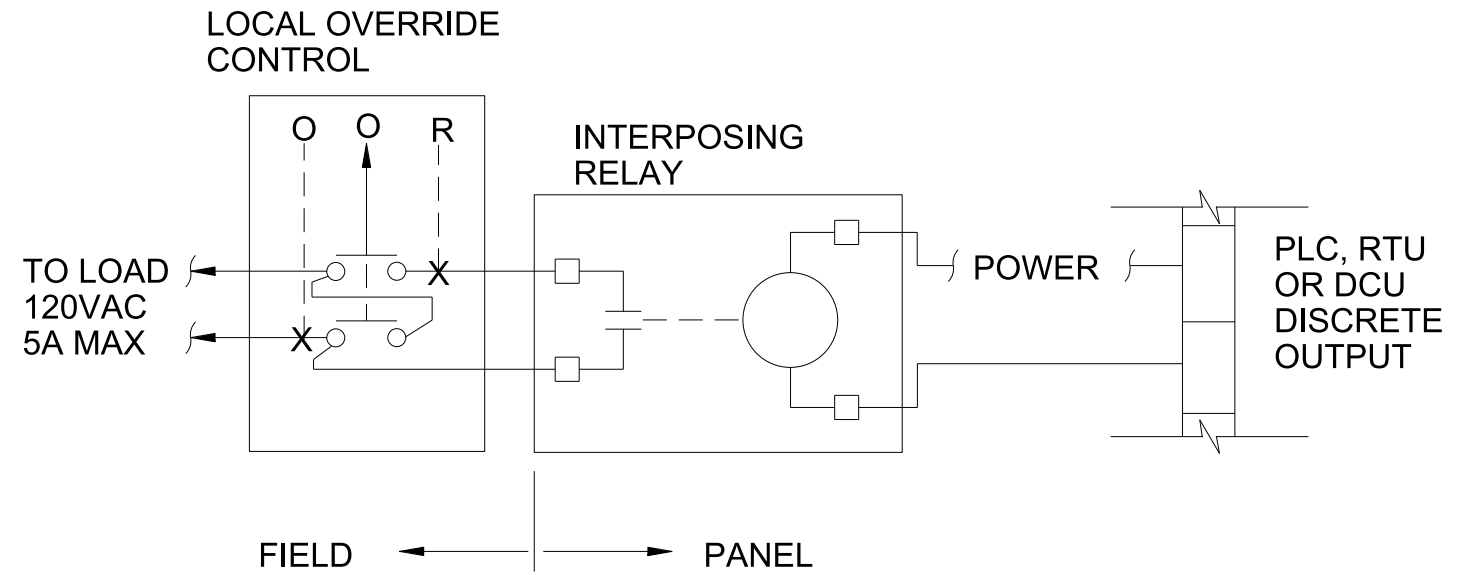 LOCAL OVERRIDE
CONTROL
O O R
X
X
INTERPOSING
RELAY
TO LOAD
120VAC
5A MAX
POWER
PLC, RTU
OR DCU
DISCRETE
OUTPUT
FIELD
PANEL